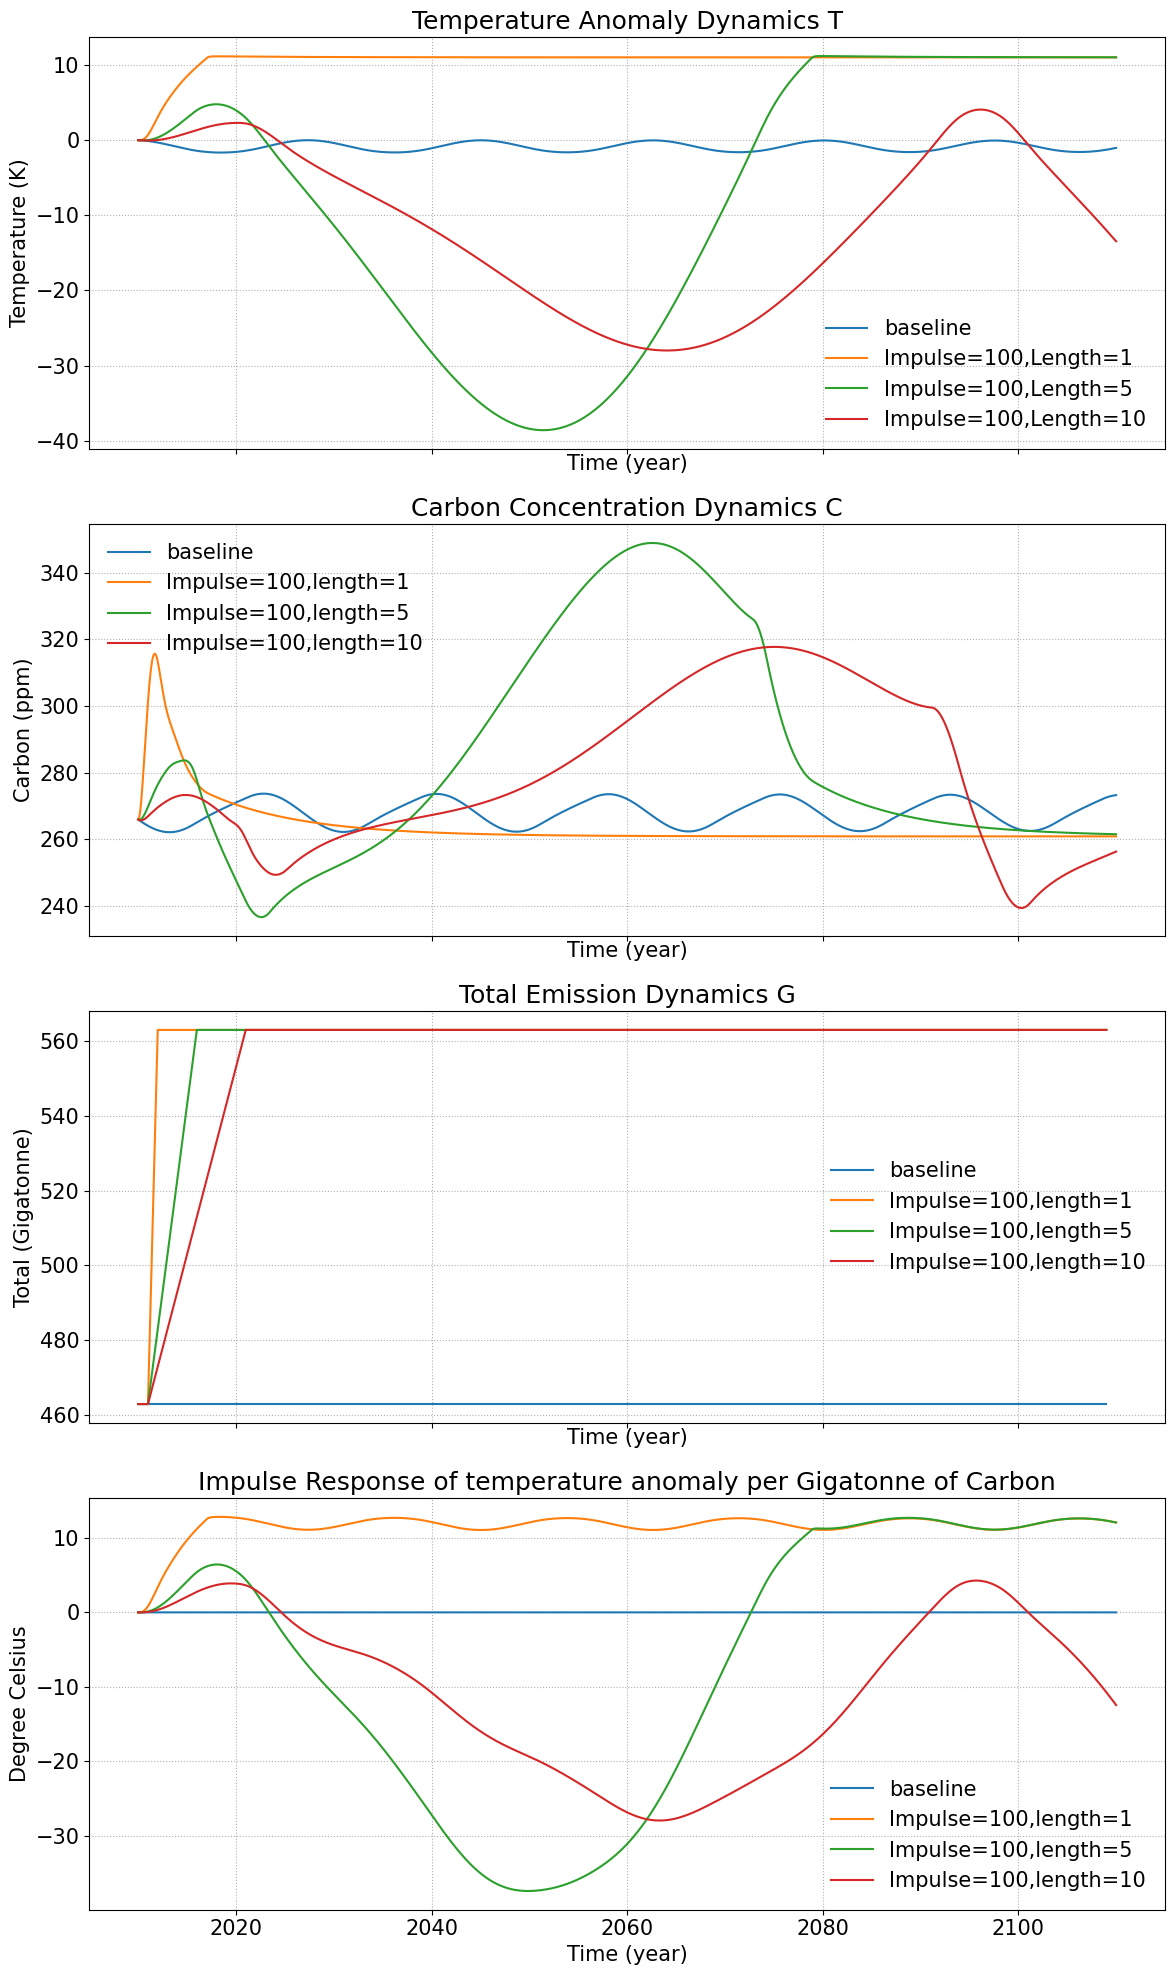 Temperature Anomaly Dynamics T
10
0
−10
−20
−30
−40
Temperature (K)
baseline
Impulse=100,Length=1
Impulse=100,Length=5
Impulse=100,Length=10
Time (year)
Carbon Concentration Dynamics C
340
320
300
280
260
240
Carbon (ppm)
baseline
Impulse=100,length=1
Impulse=100,length=5
Impulse=100,length=10
Time (year)
Total Emission Dynamics G
560
540
520
500
480
460
Total (Gigatonne)
baseline
Impulse=100,length=1
Impulse=100,length=5
Impulse=100,length=10
Time (year)
Impulse Response of temperature anomaly per Gigatonne of Carbon
10
0
−10
−20
−30
Degree Celsius
baseline
Impulse=100,length=1
Impulse=100,length=5
Impulse=100,length=10
2020 2040 2060 2080 2100
Time (year)